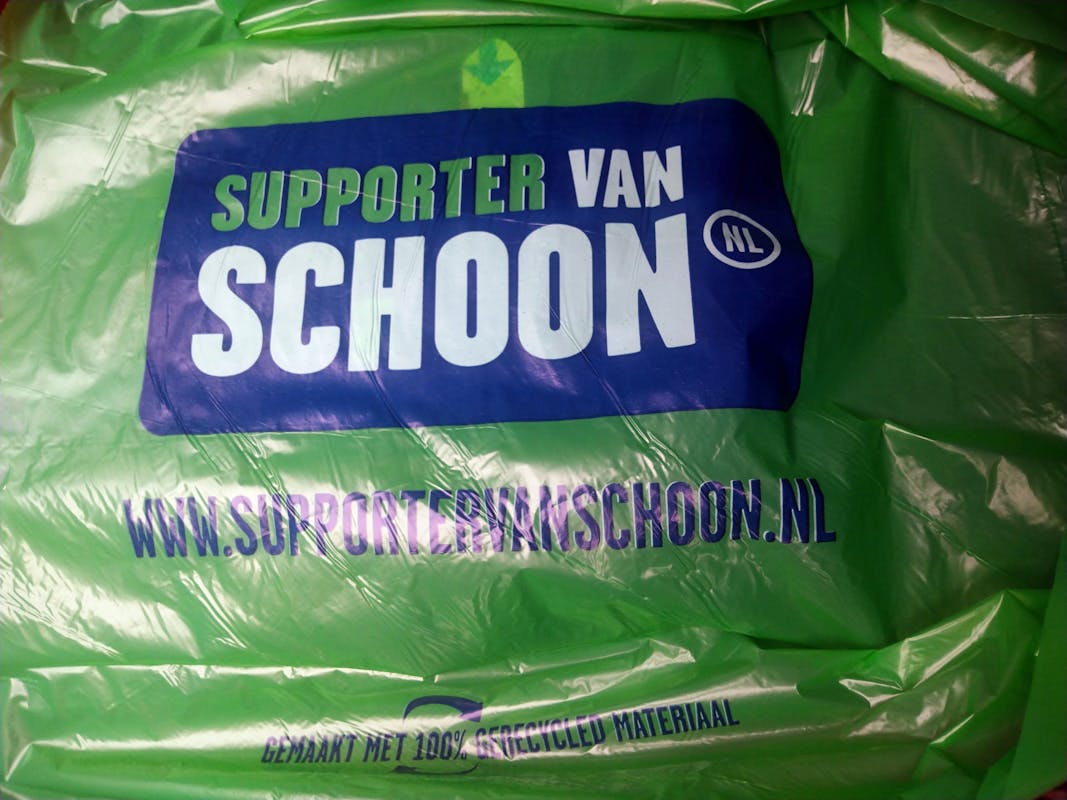 SUPPORTER VAN
SCHOON
NL
WWW.SUPPORTERVANSCHOON.NL
GEMAAKT MET 100% GERECYCLED MATERIAAL